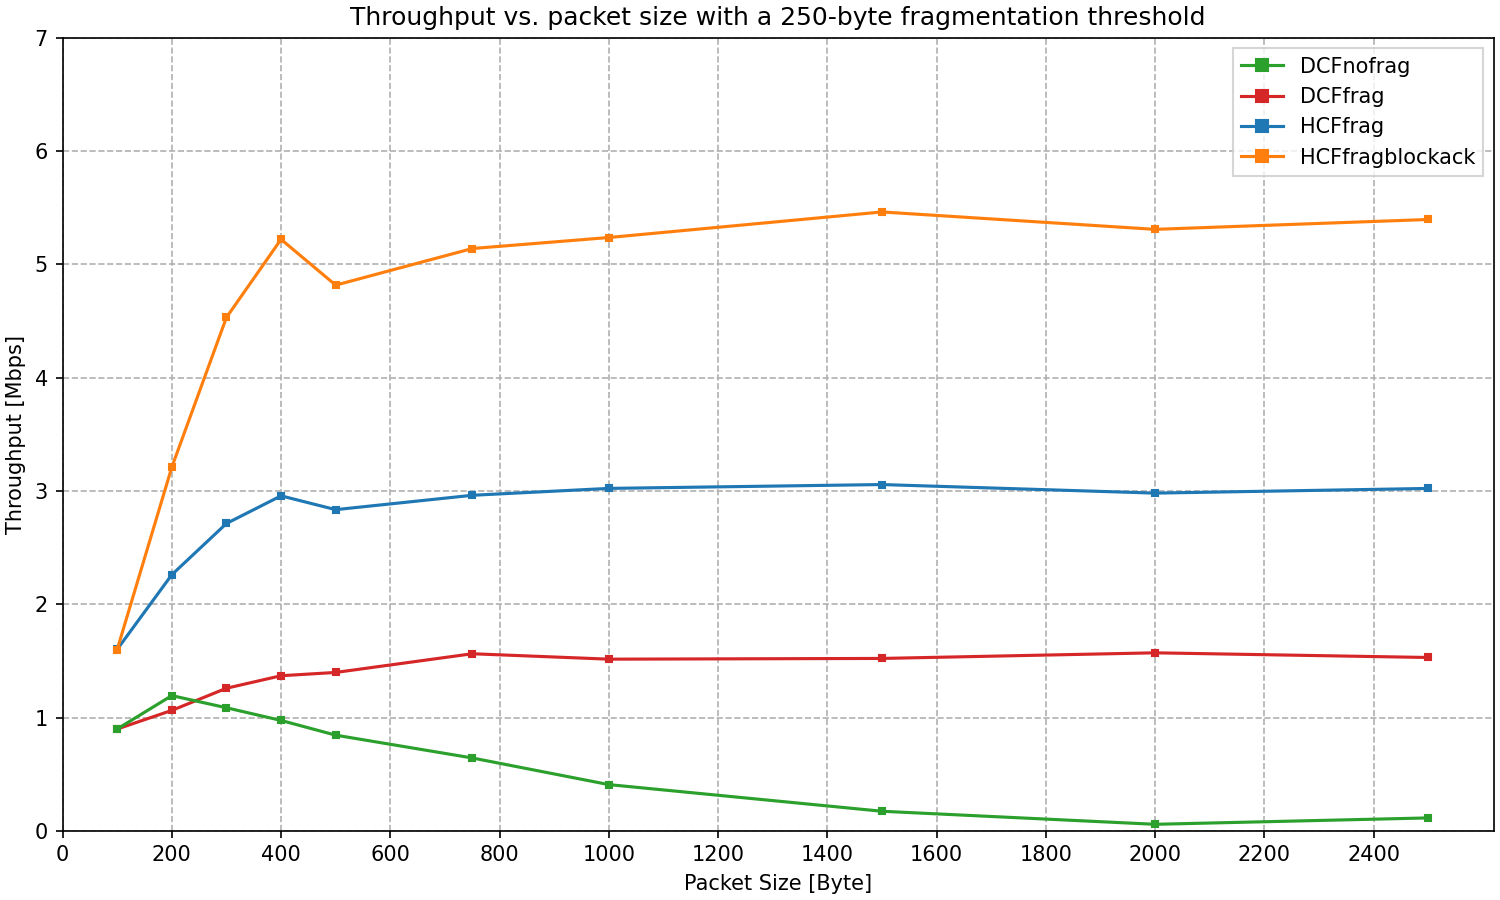 Throughput vs. packet size with a 250-byte fragmentation threshold
7
6
5
4
3
2
1
0
Throughput [Mbps]
DCFnofrag
DCFfrag
HCFfrag
HCFfragblockack
0 200 400 600 800 1000 1200 1400 1600 1800 2000 2200 2400
Packet Size [Byte]